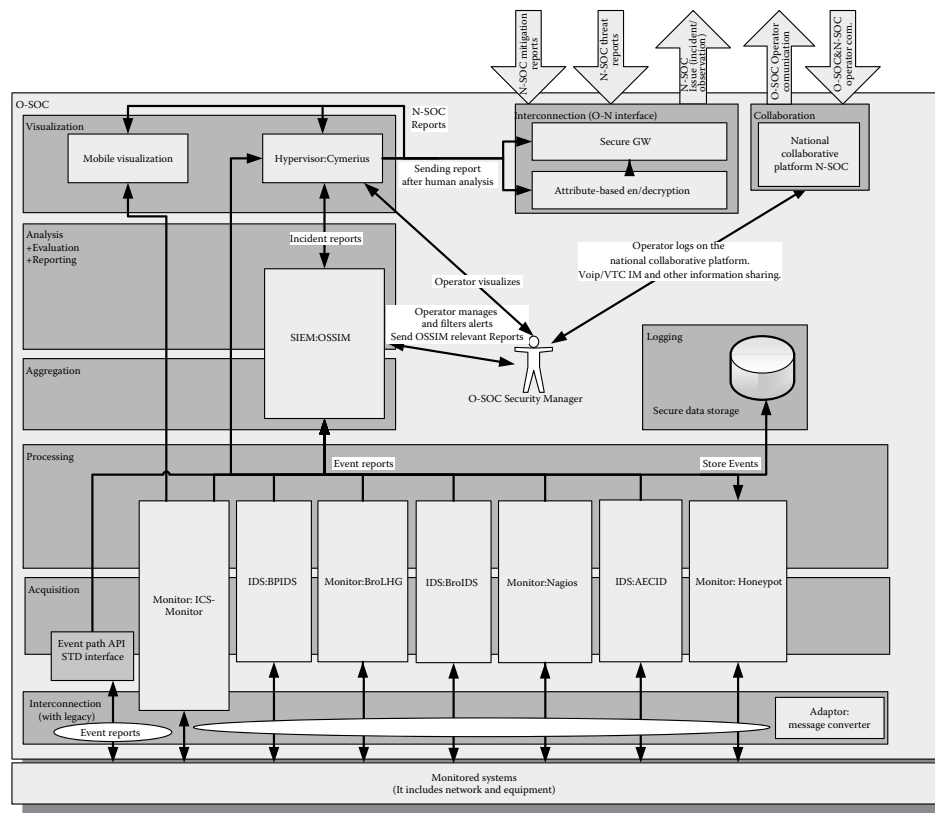 N-SOC mitigation
reports
N-SOC threat
reports
N-SOC
Issue (incident/
observation)
O-SOC Operator
comunication
O-SOC&N-SOC
operator com.
O-SOC
Visualization
Mobile visualization
Hypervisor:Cymerius
N-SOC
Reports
Sending report
after human analysis
Interconnection (O-N interface)
Secure GW
Attribute-based en/decryption
Collaboration
National
collaborative
platform N-SOC
Analysis
+Evaluation
+Reporting
Incident reports
SIEM:OSSIM
Operator visualizes
Operator manages
and filters alerts
Send OSSIM relevant Reports
Operator logs on the
national collaborative platform.
Voip/VTC IM and other information sharing.
O-SOC Security Manager
Logging
Secure data storage
Aggregation
Processing
Event reports
Store Events
Acquisition
Monitor: ICS-
Monitor
IDS:BPIDS
Monitor:BroLHG
IDS:BroIDS
Monitor:Nagios
IDS:AECID
Monitor: Honeypot
Event path API
STD interface
Interconnection
(with legacy)
Event reports
Adaptor:
message converter
Monitored systems
(It includes network and equipment)